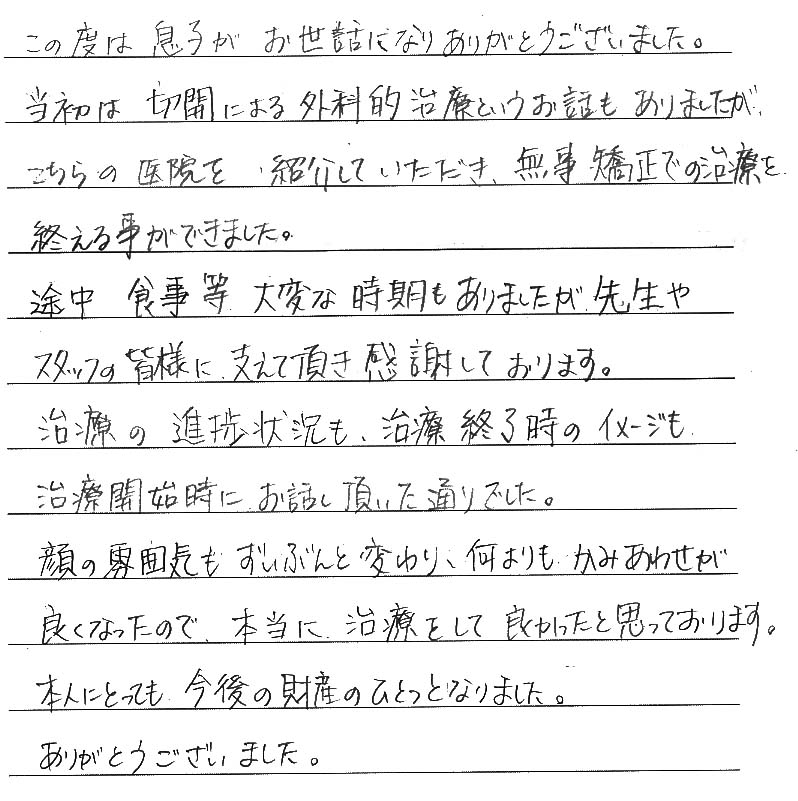 この度は 息子が お世話になりありがとうございました。
当初は 切開による 外科的治療というお話も ありましたが、
こちらの 医院を 紹介して いただき、無事 矯正での治療を
終える事ができました。
途中 食事等 大変な 時期もありましたが 先生や
スタッフの 皆様に 支えて頂き 感謝して おります。
治療の 進捗状況も、治療 終了時の イメージも
治療開始時に お話し 頂いた 通りでした。
顔の 雰囲気も ずいぶんと 変わり、何よりも かみあわせが
良くなったので、本当に 治療をして 良かったと思っております。
本人にとっても 今後の財産のひとつとなりました。
ありがとうございました。